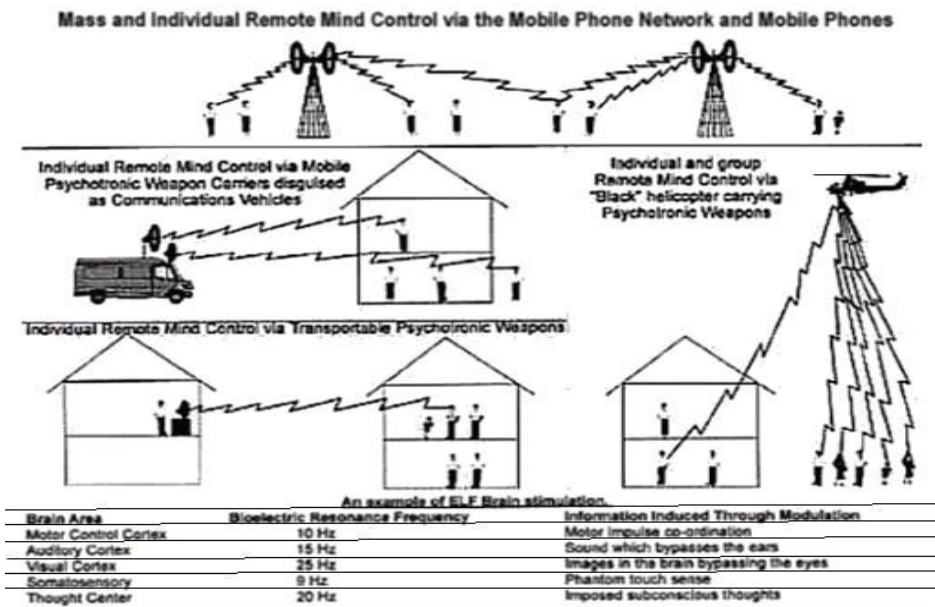 Mass and Individual Remote Mind Control via the Mobile Phone Network and Mobile Phones
Individual Remote Mind Control via Mobile
Psychotronic Weapon Carriers disguised
as Communications Vehicles
Individual and group
Remote Mind Control via
"Black" helicopter carrying
Psychotronic Weapons
Individual Remote Mind Control via Transportable Psychotronic Weapons
An example of ELF Brain stimulation.
Brain Area Bioelectric Resonance Frequency Information Induced Through Modulation
Motor Control Cortex 10 Hz Motor Impulse co-ordination
Auditory Cortex 15 Hz Sound which bypasses the ears
Visual Cortex 25 Hz Images in the brain bypassing the eyes
Somatosensory 9 Hz Phantom touch sense
Thought Center 20 Hz Imposed subconscious thoughts